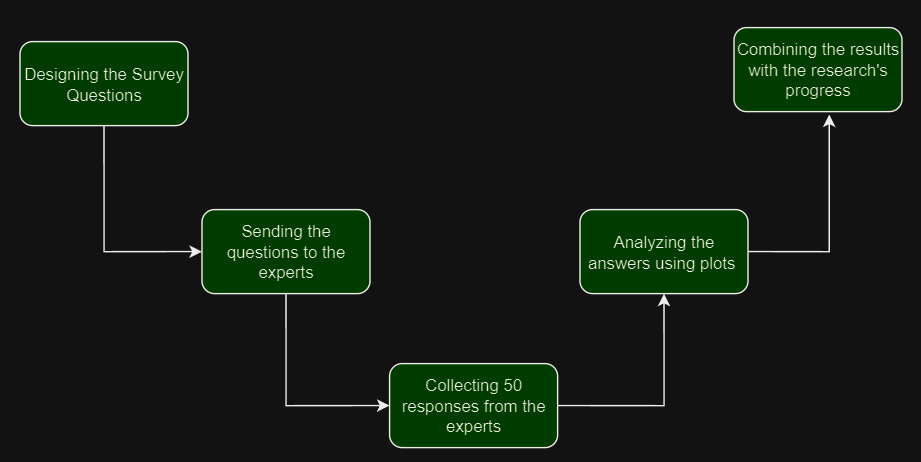 Designing the Survey
Questions
Sending the
questions to the
experts
Collecting 50
responses from the
experts
Analyzing the
answers using plots
Combining the results
with the research's
progress